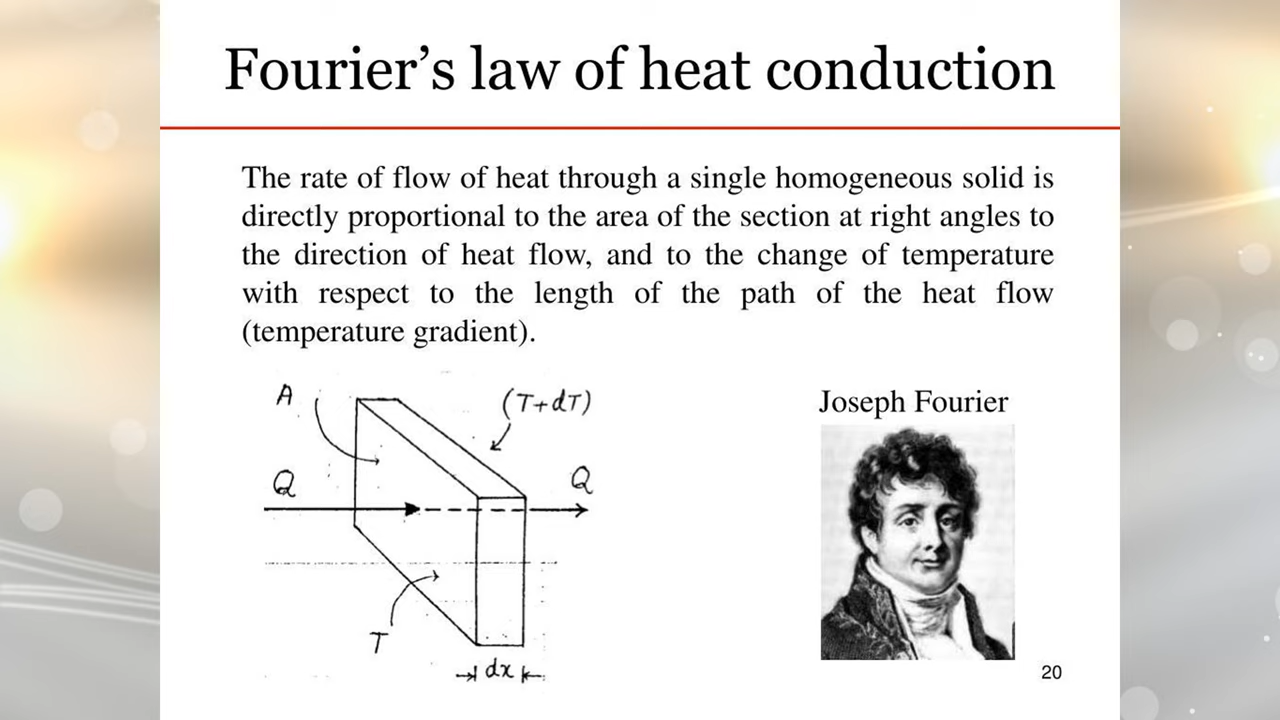 Fourier’s law of heat conduction
The rate of flow of heat through a single homogeneous solid is
directly proportional to the area of the section at right angles to
the direction of heat flow, and to the change of temperature
with respect to the length of the path of the heat flow
(temperature gradient).
A
(T+dT)
Q
Q
T
dx
Joseph Fourier
20